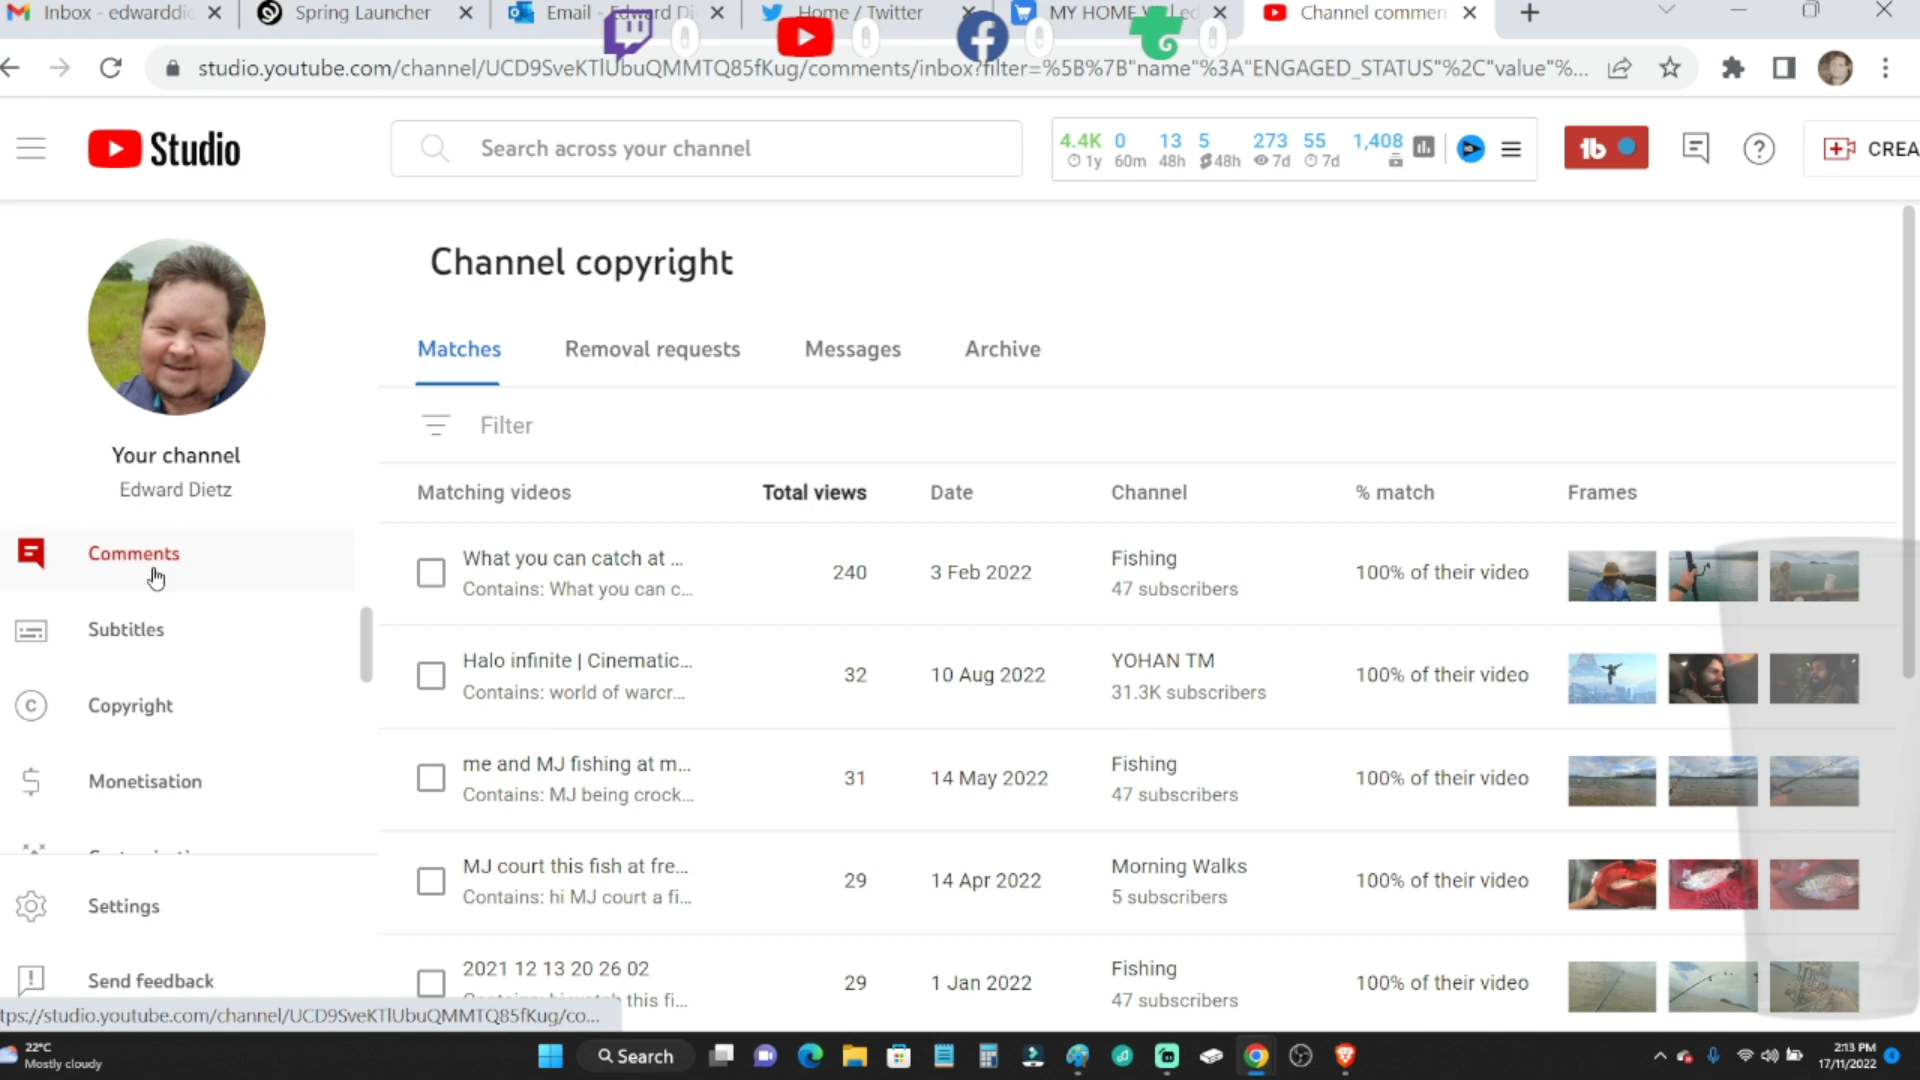 Inbox - edwarddie
Spring Launcher
Email - Edward Di
Home / Twitter
MY HOME
Channel commen
0
0
0
0
studio.youtube.com/channel/UCD9SveKTlUbuQMMTQ85fKug/comments/inbox?filter=%5B%7B"name"%3A"ENGAGED_STATUS"%2C"value"%...
Studio
Search across your channel
4.4K 0 13 5 273 55 1,408
1y 60m 48h 48h 7d 7d
tb
CREA
Channel copyright
Matches
Removal requests
Messages
Archive
Filter
Your channel
Edward Dietz
Comments
Subtitles
Copyright
Monetisation
Settings
Send feedback
Matching videos
Total views
Date
Channel
% match
Frames
What you can catch at ...
Contains: What you can c...
240
3 Feb 2022
Fishing
47 subscribers
100% of their video
Halo infinite | Cinematic...
Contains: world of warcr...
32
10 Aug 2022
YOHAN TM
31.3K subscribers
100% of their video
me and MJ fishing at m...
Contains: MJ being crock...
31
14 May 2022
Fishing
47 subscribers
100% of their video
MJ court this fish at fre...
Contains: hi MJ court a fi...
29
14 Apr 2022
Morning Walks
5 subscribers
100% of their video
2021 12 13 20 26 02
this fi...
29
1 Jan 2022
Fishing
47 subscribers
100% of their video
tps://studio.youtube.com/channel/UCD9SveKTlUbuQMMTQ85fKug/co...
22°C
Mostly cloudy
Search
2:13 PM
17/11/2022
4